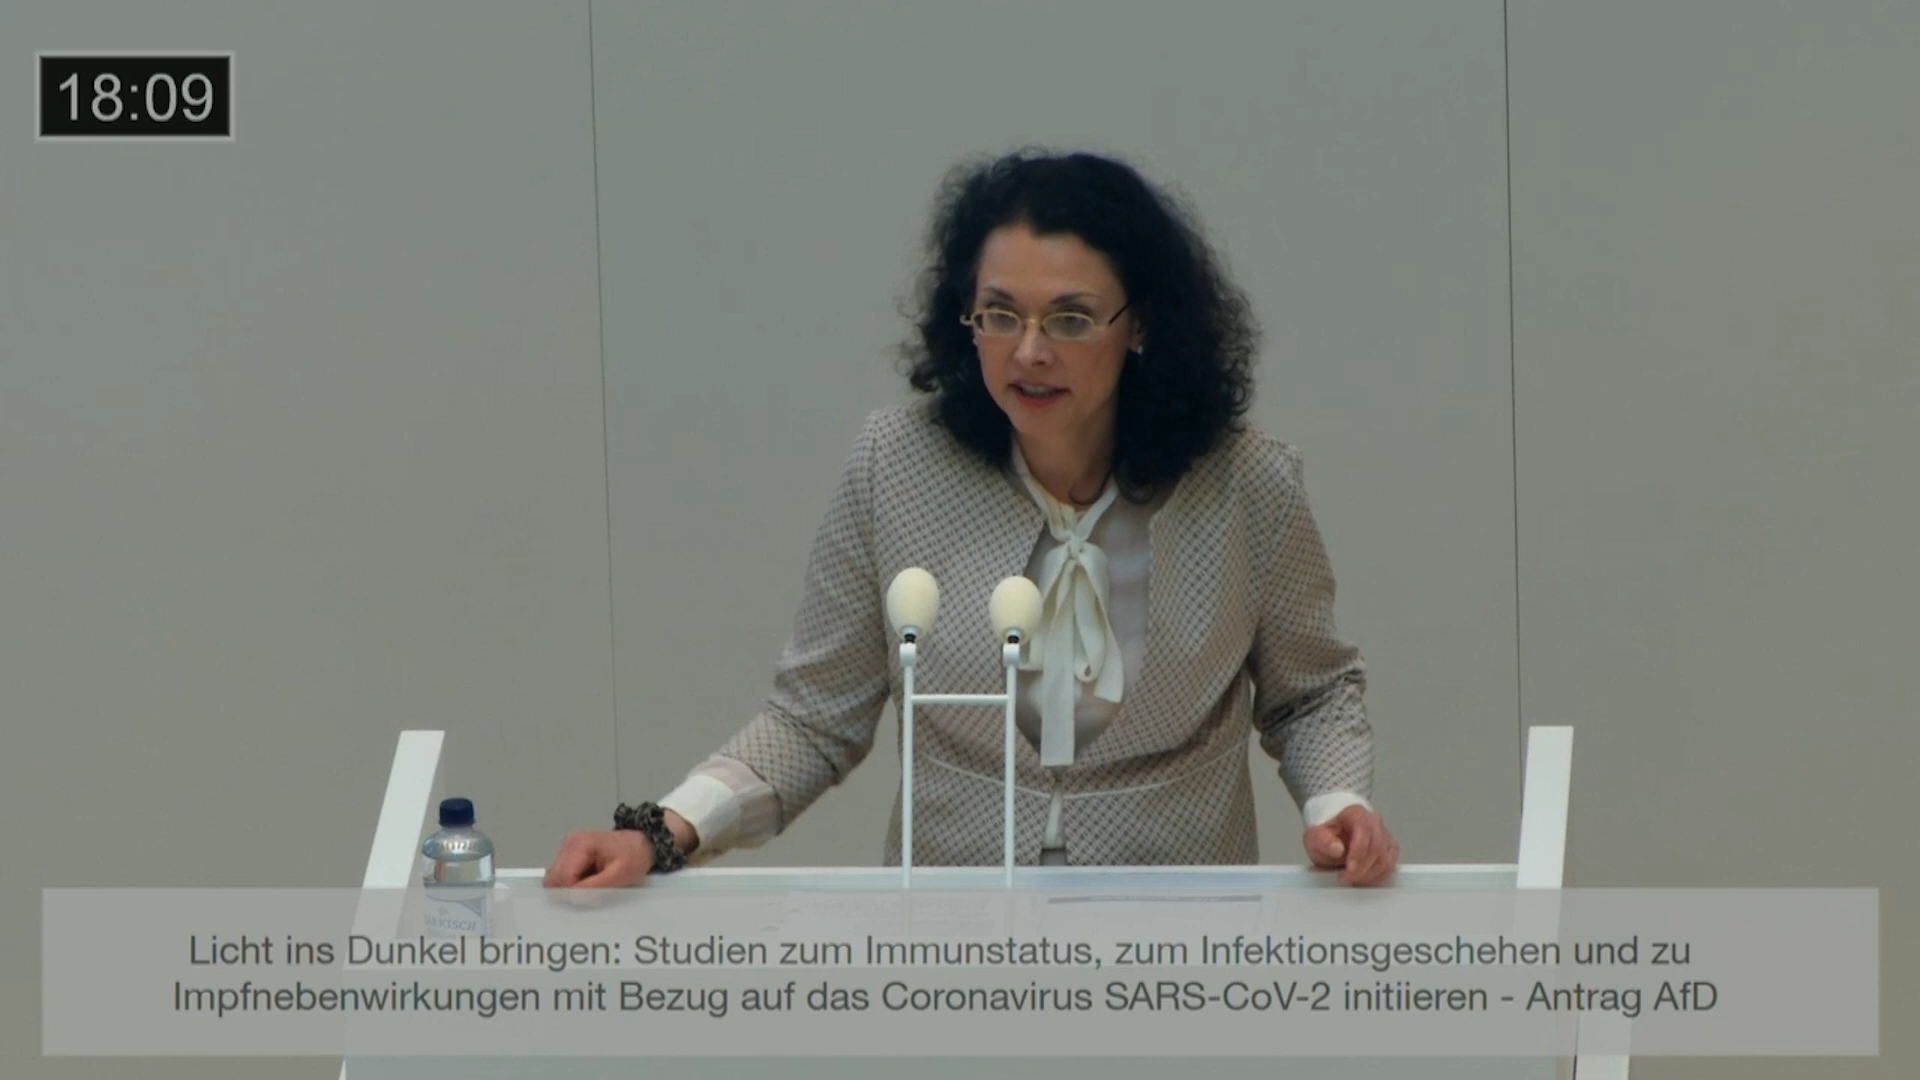 18:09
Licht ins Dunkel bringen: Studien zum Immunstatus, zum Infektionsgeschehen und zu
Impfnebenwirkungen mit Bezug auf das Coronavirus SARS-CoV-2 initiieren - Antrag AfD